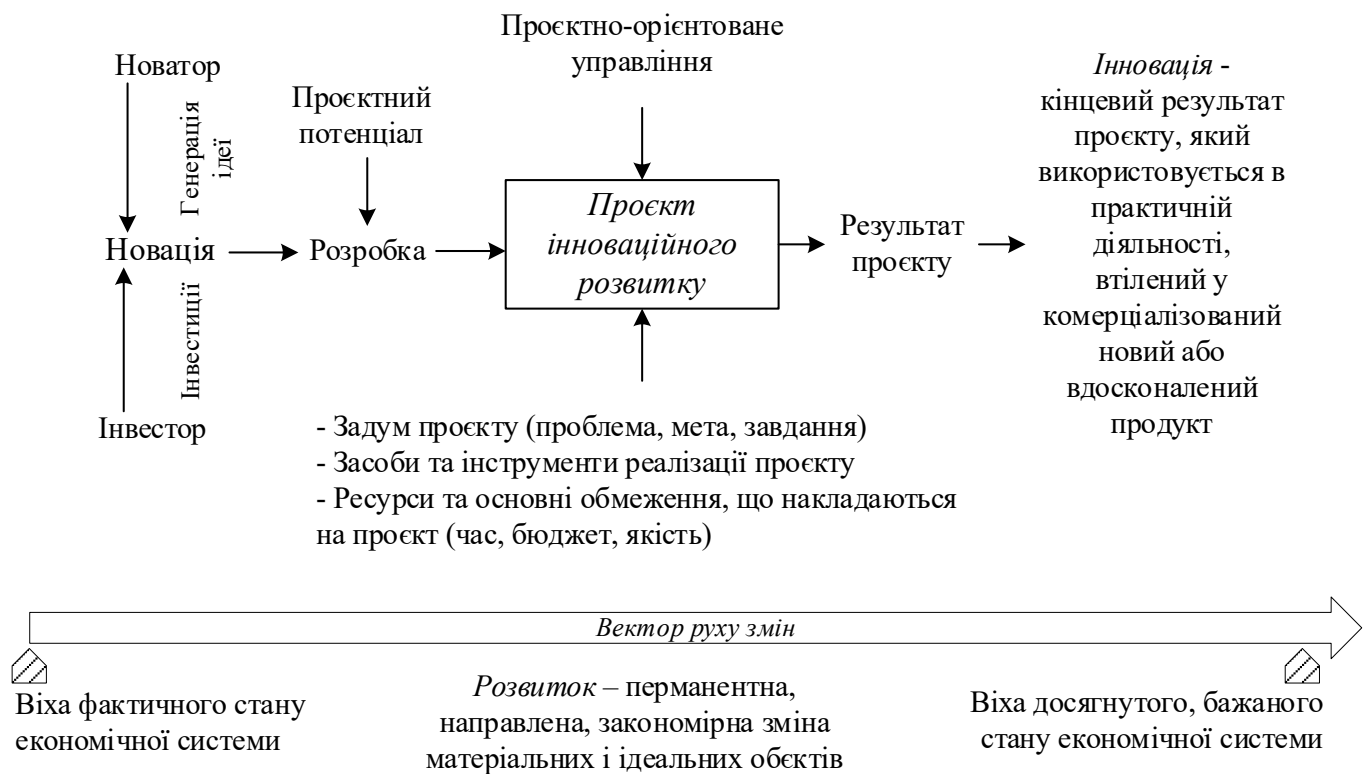 Новатор
Генерація
ідеї
Новація
Інвестиції
Інвестор
Проєктний
потенціал
Розробка
Проєктно-орієнтоване
управління
Проєкт
інноваційного
розвитку
- Задум проєкту (проблема, мета, завдання)
- Засоби та інструменти реалізації проєкту
- Ресурси та основні обмеження, що накладаються
на проєкт (час, бюджет, якість)
Результат
проєкту
Інновація -
кінцевий результат
проєкту, який
використовується в
практичній
діяльності,
втілений у
комерціалізований
новий або
вдосконалений
продукт
Вектор руху змін
Віха фактичного стану
економічної системи
Розвиток – перманентна,
направлена, закономірна зміна
матеріальних і ідеальних обєктів
Віха досягнутого, бажаного
стану економічної системи